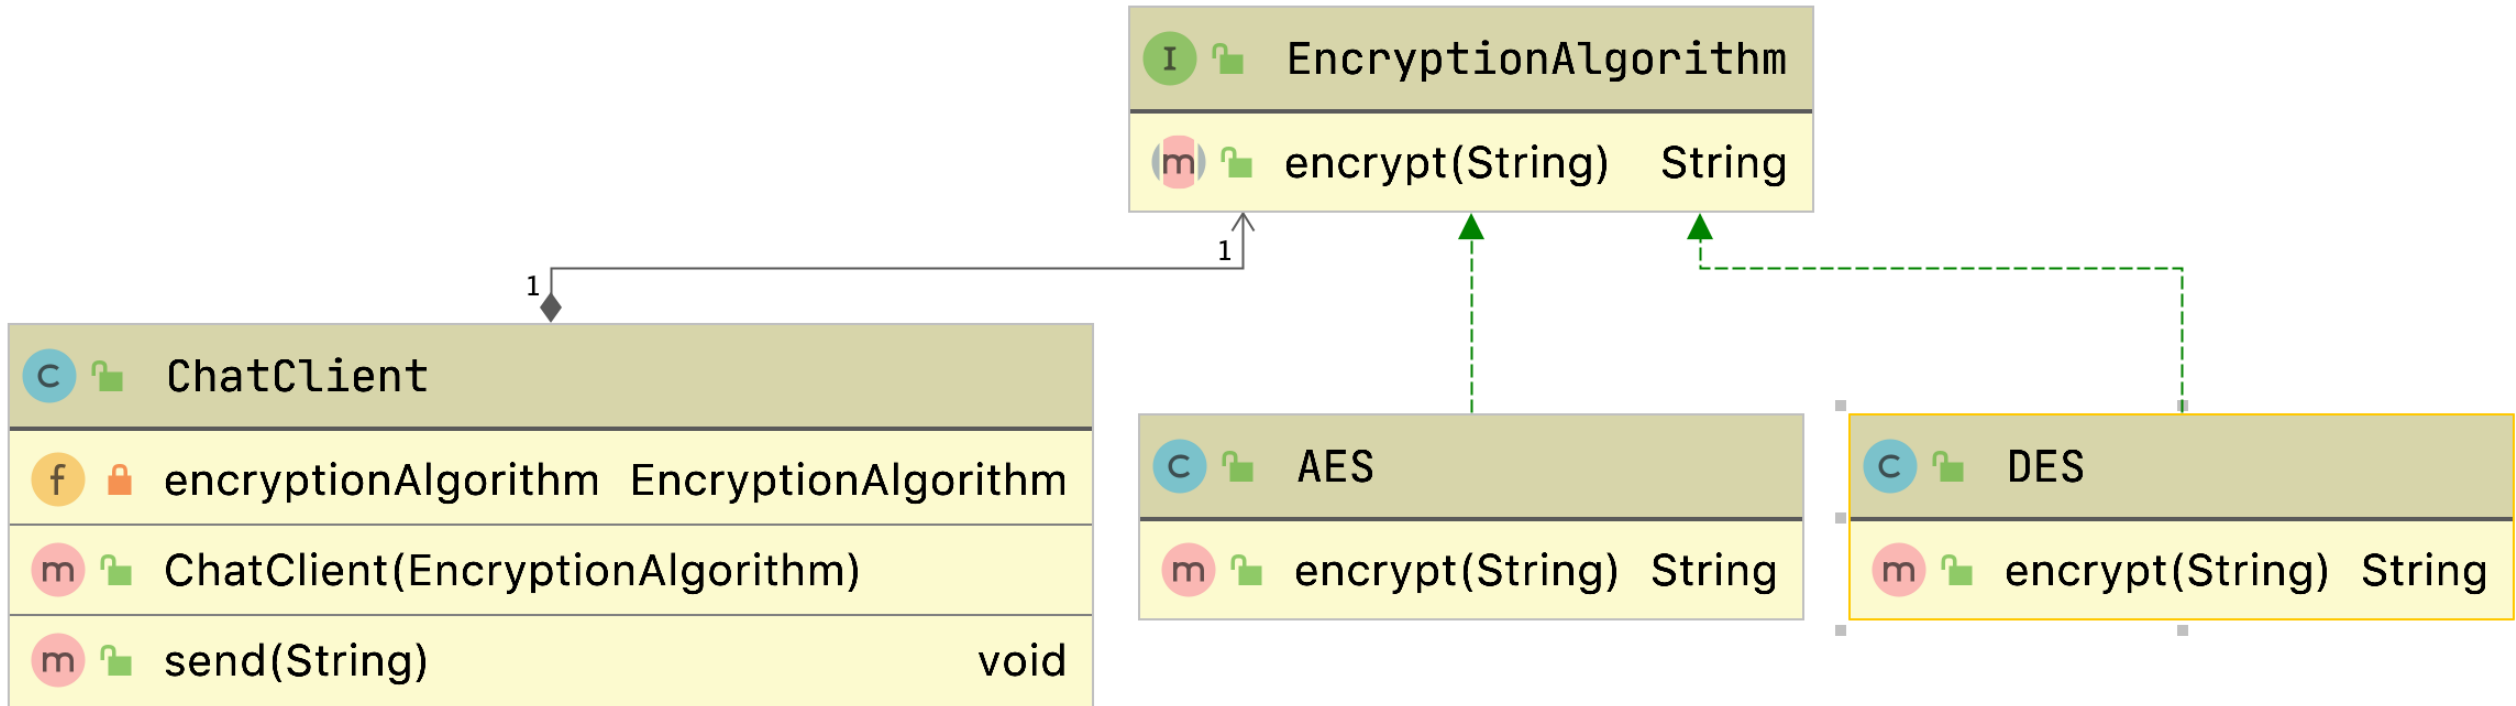 I EncryptionAlgorithm
m encrypt(String) String
1
1
C ChatClient
f encryptionAlgorithm EncryptionAlgorithm
m ChatClient(EncryptionAlgorithm)
m send(String) void
C AES
m encrypt(String) String
C DES
m encrypt(String) String